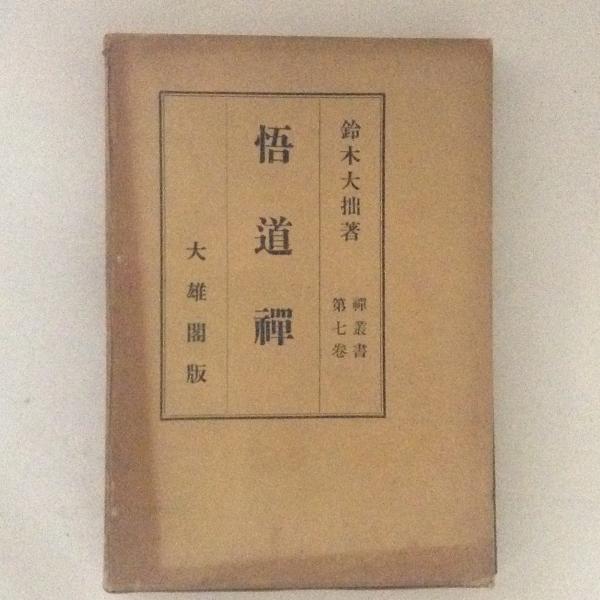 鈴木大拙著
禪叢書
第七卷
悟道禪
大雄閣版